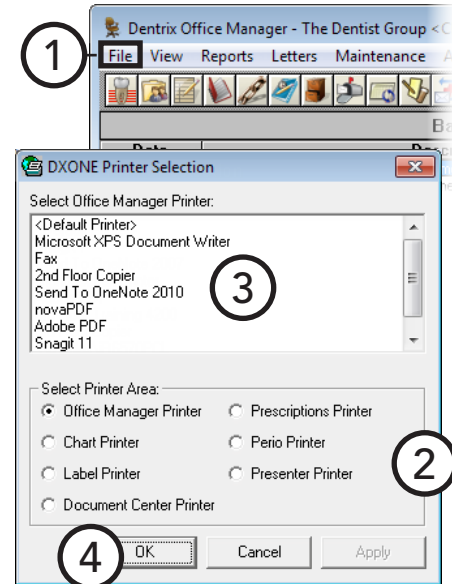 Dentrix Office Manager - The Dentist Group <
1
File View Reports Letters Maintenance
DXONE Printer Selection
Select Office Manager Printer:
<Default Printer>
Microsoft XPS Document Writer
Fax
2nd Floor Copier
Send To OneNote 2010
novaPDF
Adobe PDF
Snagit 11
3
Select Printer Area:
Office Manager Printer Prescriptions Printer
Chart Printer Perio Printer
Label Printer Presenter Printer
2
Document Center Printer
4 OK Cancel Apply